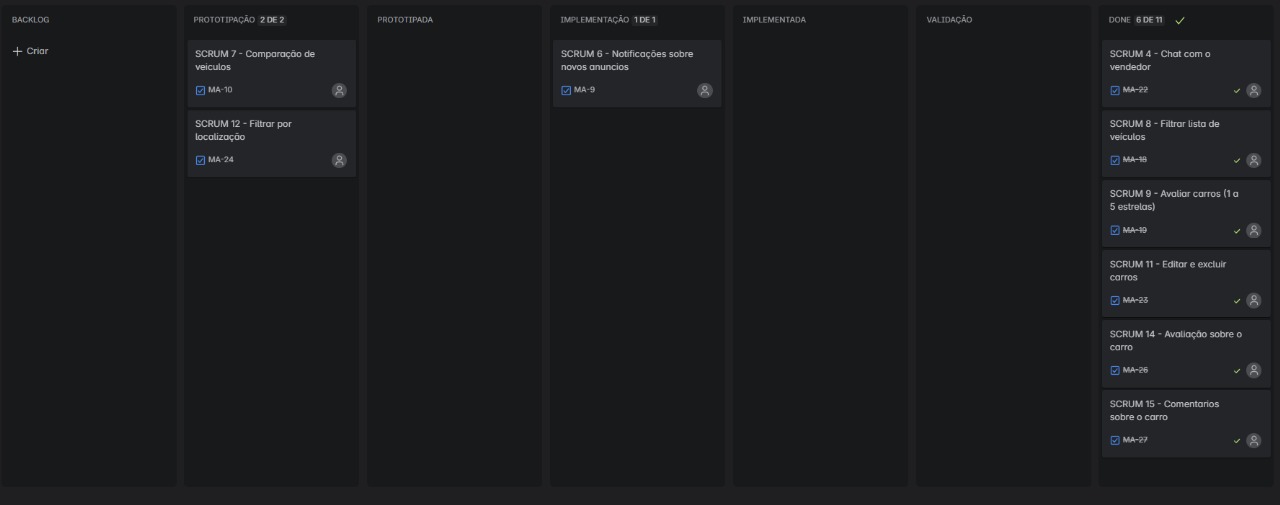 BACKLOG
+ Criar
PROTOTIPAÇÃO 2 DE 2
SCRUM 7 - Comparação de
veiculos
MA-10
SCRUM 12 - Filtrar por
localização
MA-24
PROTOTIPADA
IMPLEMENTAÇÃO 1 DE 1
SCRUM 6 - Notificações sobre
novos anuncios
MA-9
IMPLEMENTADA
VALIDAÇÃO
DONE 6 DE 11
SCRUM 4 - Chat com o
vendedor
MA-22
SCRUM 8 - Filtrar lista de
veículos
MA-18
SCRUM 9 - Avaliar carros (1 a
5 estrelas)
MA-19
SCRUM 11 - Editar e excluir
carros
MA-23
SCRUM 14 - Avaliação sobre o
carro
MA-26
SCRUM 15 - Comentarios
sobre o carro
MA-27